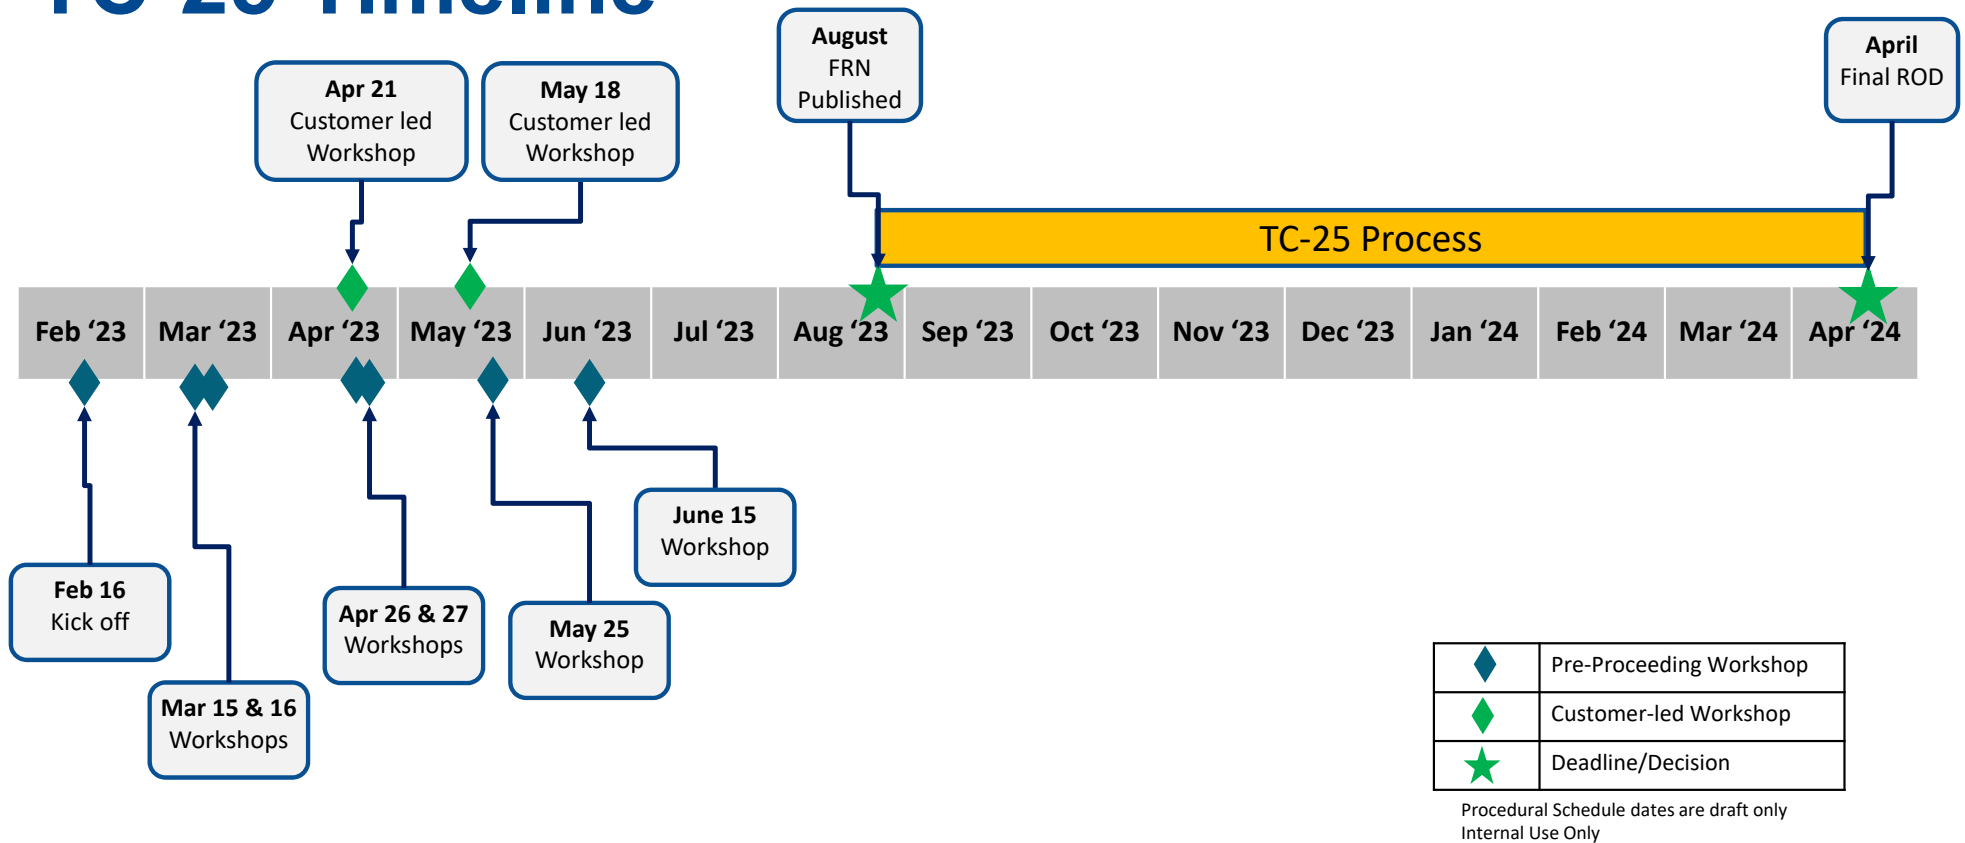 TC-25 Timeline
August
FRN
Published
April
Final ROD
Apr 21
Customer led
Workshop
May 18
Customer led
Workshop
TC-25 Process
Feb ‘23
Mar ‘23
Apr ‘23
May ‘23
Jun ‘23
Jul ‘23
Aug ‘23
Sep ‘23
Oct ‘23
Nov ‘23
Dec ‘23
Jan ‘24
Feb ‘24
Mar ‘24
Apr ‘24
Feb 16
Kick off
Mar 15 & 16
Workshops
Apr 26 & 27
Workshops
May 25
Workshop
June 15
Workshop
Pre-Proceeding Workshop
Customer-led Workshop
Deadline/Decision
Procedural Schedule dates are draft only
Internal Use Only